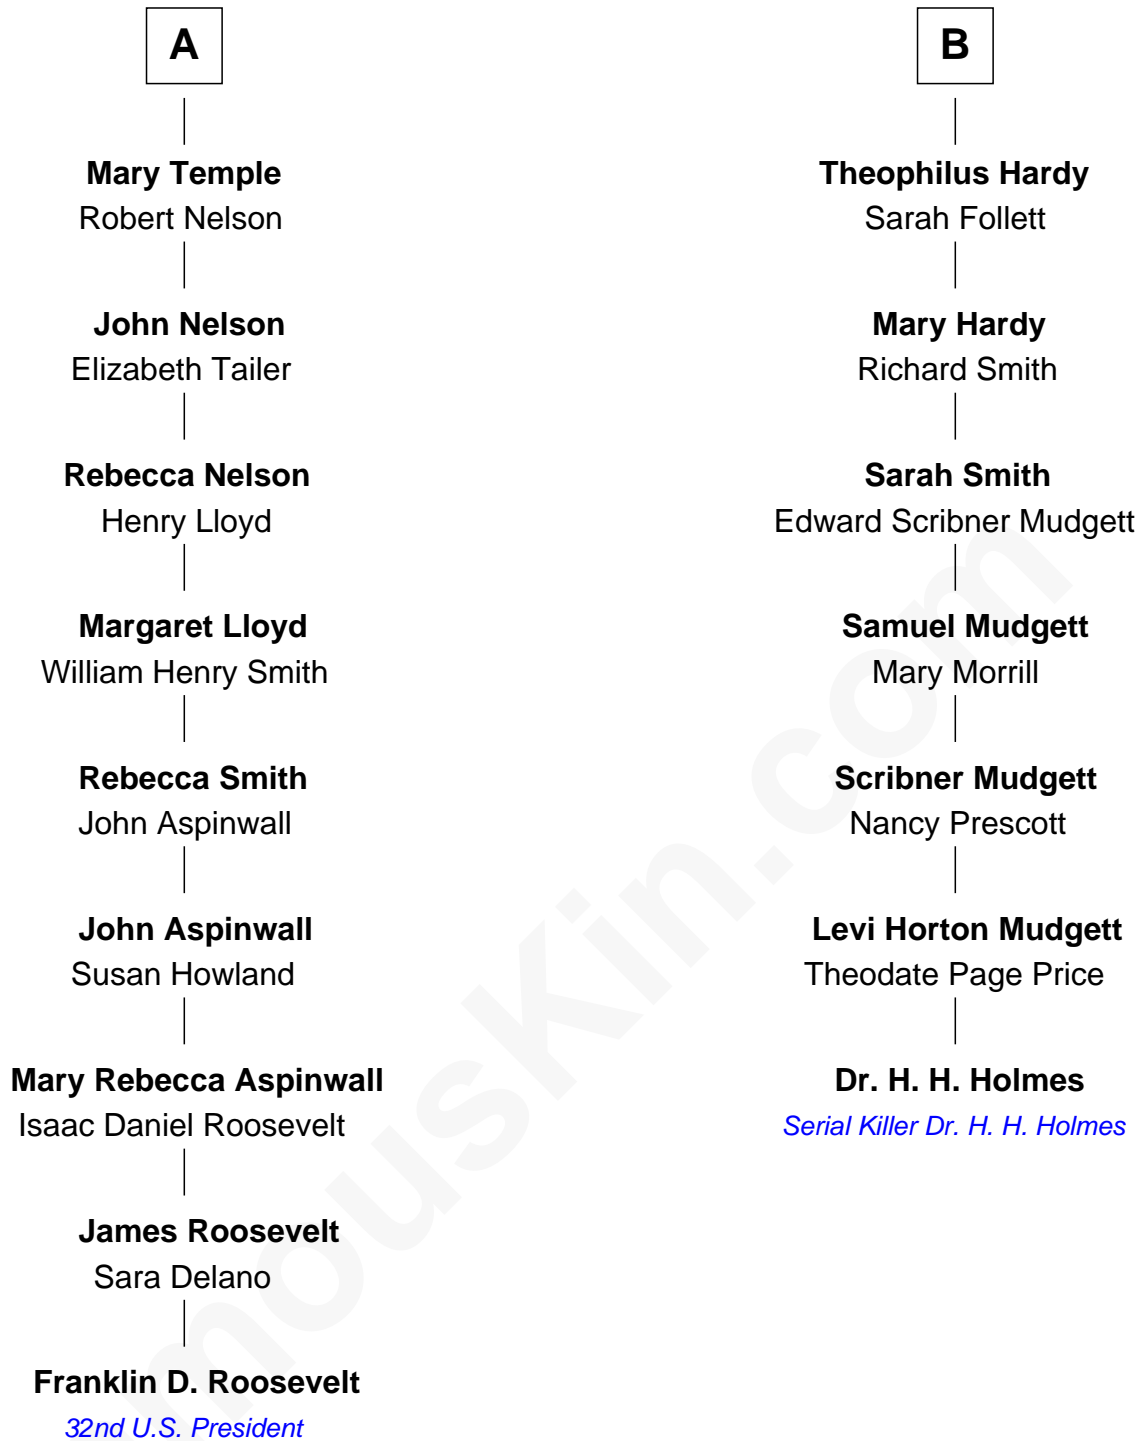 A
Mary Temple
Robert Nelson
John Nelson
Elizabeth Tailer
Rebecca Nelson
Henry Lloyd
Margaret Lloyd
William Henry Smith
Rebecca Smith
John Aspinwall
John Aspinwall
Susan Howland
Mary Rebecca Aspinwall
Isaac Daniel Roosevelt
James Roosevelt
Sara Delano
Franklin D. Roosevelt
32nd U.S. President
B
Theophilus Hardy
Sarah Follett
Mary Hardy
Richard Smith
Sarah Smith
Edward Scribner Mudgett
Samuel Mudgett
Mary Morrill
Scribner Mudgett
Nancy Prescott
Levi Horton Mudgett
Theodate Page Price
Dr. H. H. Holmes
Serial Killer Dr. H. H. Holmes
mousKin.com